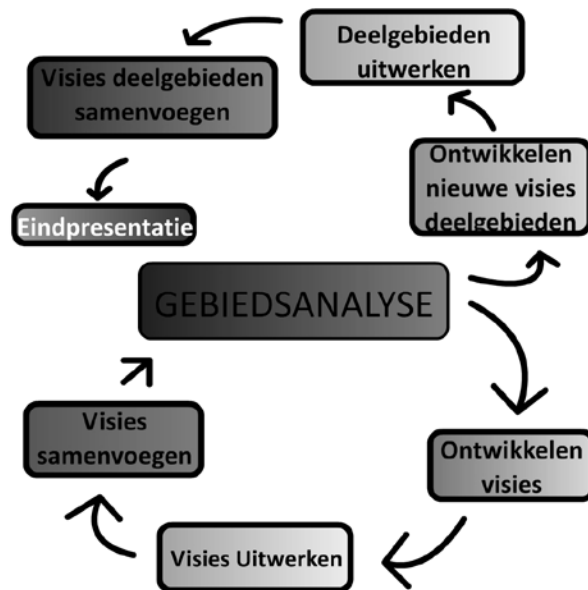 Deelgebieden
uitwerken
Visies deelgebieden
samenvoegen
Ontwikkelen
nieuwe visies
deelgebieden
Eindpresentatie
GEBIEDSANALYSE
Visies
samenvoegen
Ontwikkelen
visies
Visies Uitwerken